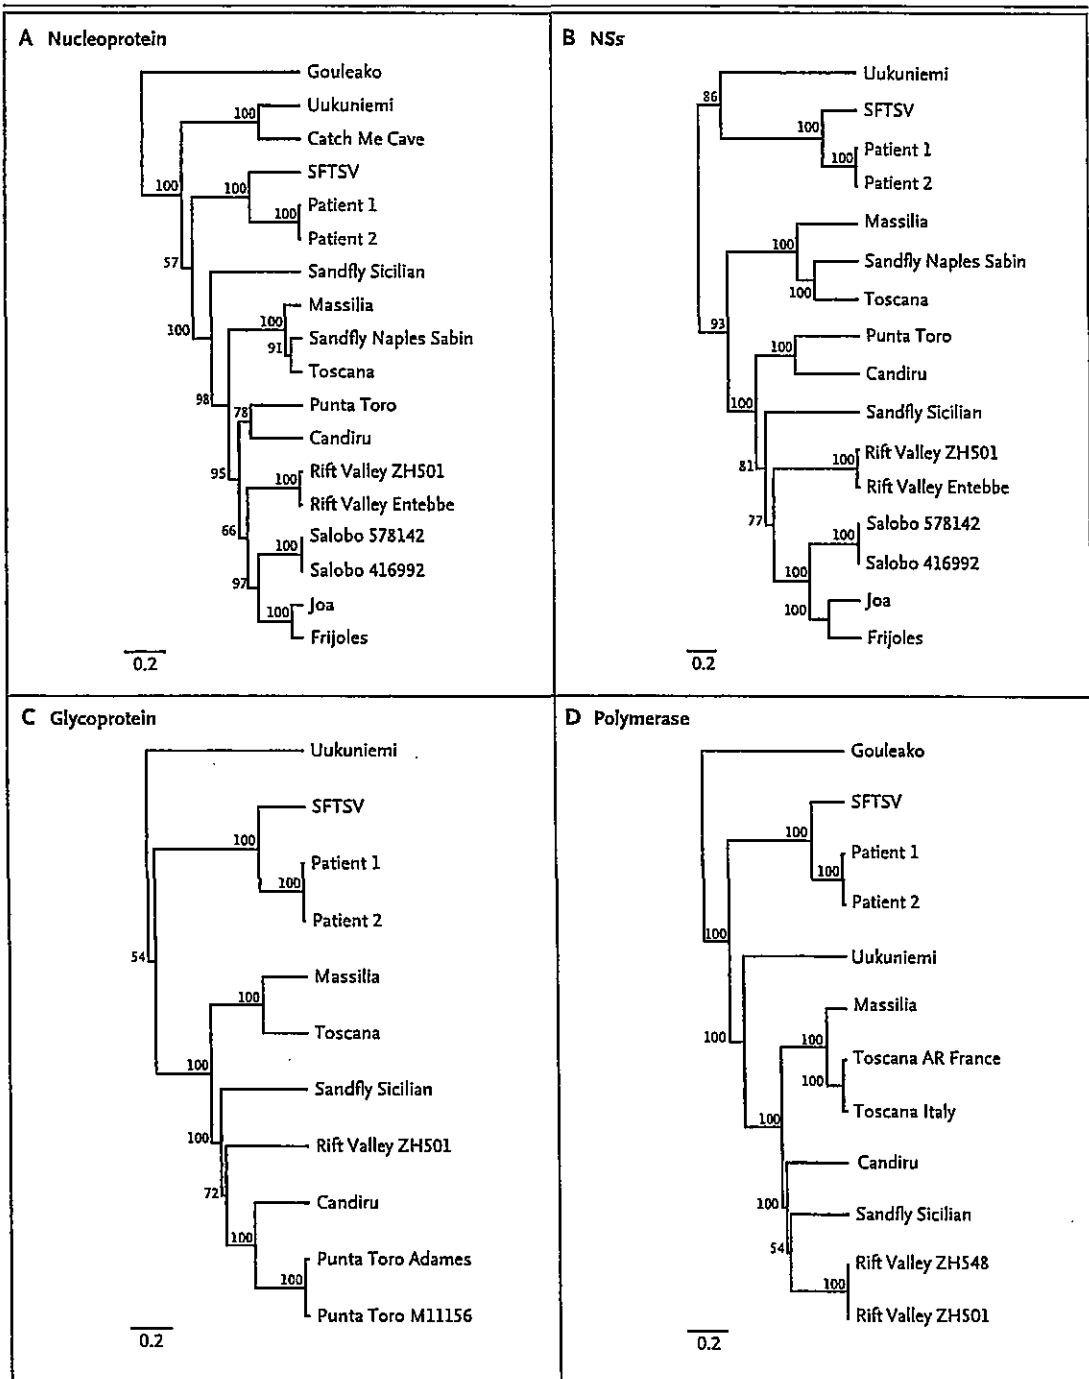 A Nucleoprotein
Gouleako
Uukuniemi
100
Catch Me Cave
SFTSV
100
100
Patient 1
100
Patient 2
57
Sandfly Sicilian
Massilia
100
100
Sandfly Naples Sabin
91
Toscana
98
Punta Toro
78
Candiru
95
Rift Valley ZH501
100
Rift Valley Entebbe
66
Salobo 578142
100
Salobo 416992
97
Joa
100
Frijoles
0.2
B NSs
Uukuniemi
86
SFTSV
100
Patient 1
100
Patient 2
Massilia
100
Sandfly Naples Sabin
100
Toscana
93
Punta Toro
100
Candiru
100
Sandfly Sicilian
Rift Valley ZH501
81
100
Rift Valley Entebbe
77
Salobo 578142
100
Salobo 416992
100
Joa
100
Frijoles
0.2
C Glycoprotein
Uukuniemi
SFTSV
100
Patient 1
100
Patient 2
54
Massilia
100
Toscana
100
Sandfly Sicilian
100
Rift Valley ZH501
72
Candiru
100
Punta Toro Adames
100
Punta Toro M11156
0.2
D Polymerase
Gouleako
SFTSV
100
Patient 1
100
Patient 2
100
Uukuniemi
Massilia
100
100
Toscana AR France
100
Toscana Italy
100
Candiru
100
Sandfly Sicilian
54
Rift Valley ZH548
100
Rift Valley ZH501
0.2